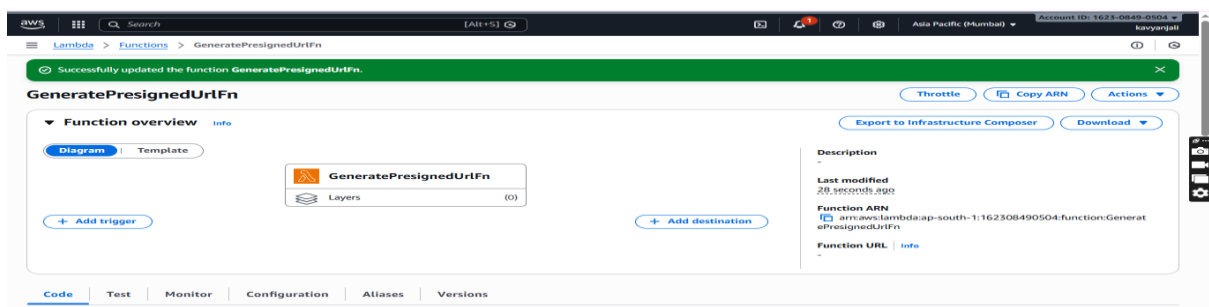 aws Search [Alt+S] 1 Asia Pacific (Mumbai) Account ID: 1623-0849-0504
kavyanjali
Lambda > Functions > GeneratePresignedUrlFn
Successfully updated the function GeneratePresignedUrlFn.
GeneratePresignedUrlFn Throttle Copy ARN Actions
Function overview Info Export to Infrastructure Composer Download
Diagram Template
GeneratePresignedUrlFn
Layers (0)
+ Add trigger
+ Add destination
Description
-
Last modified
28 seconds ago
Function ARN
arn:aws:lambda:ap-south-1:162308490504:function:Generat
ePresignedUrlFn
Function URL Info
-
Code Test Monitor Configuration Aliases Versions